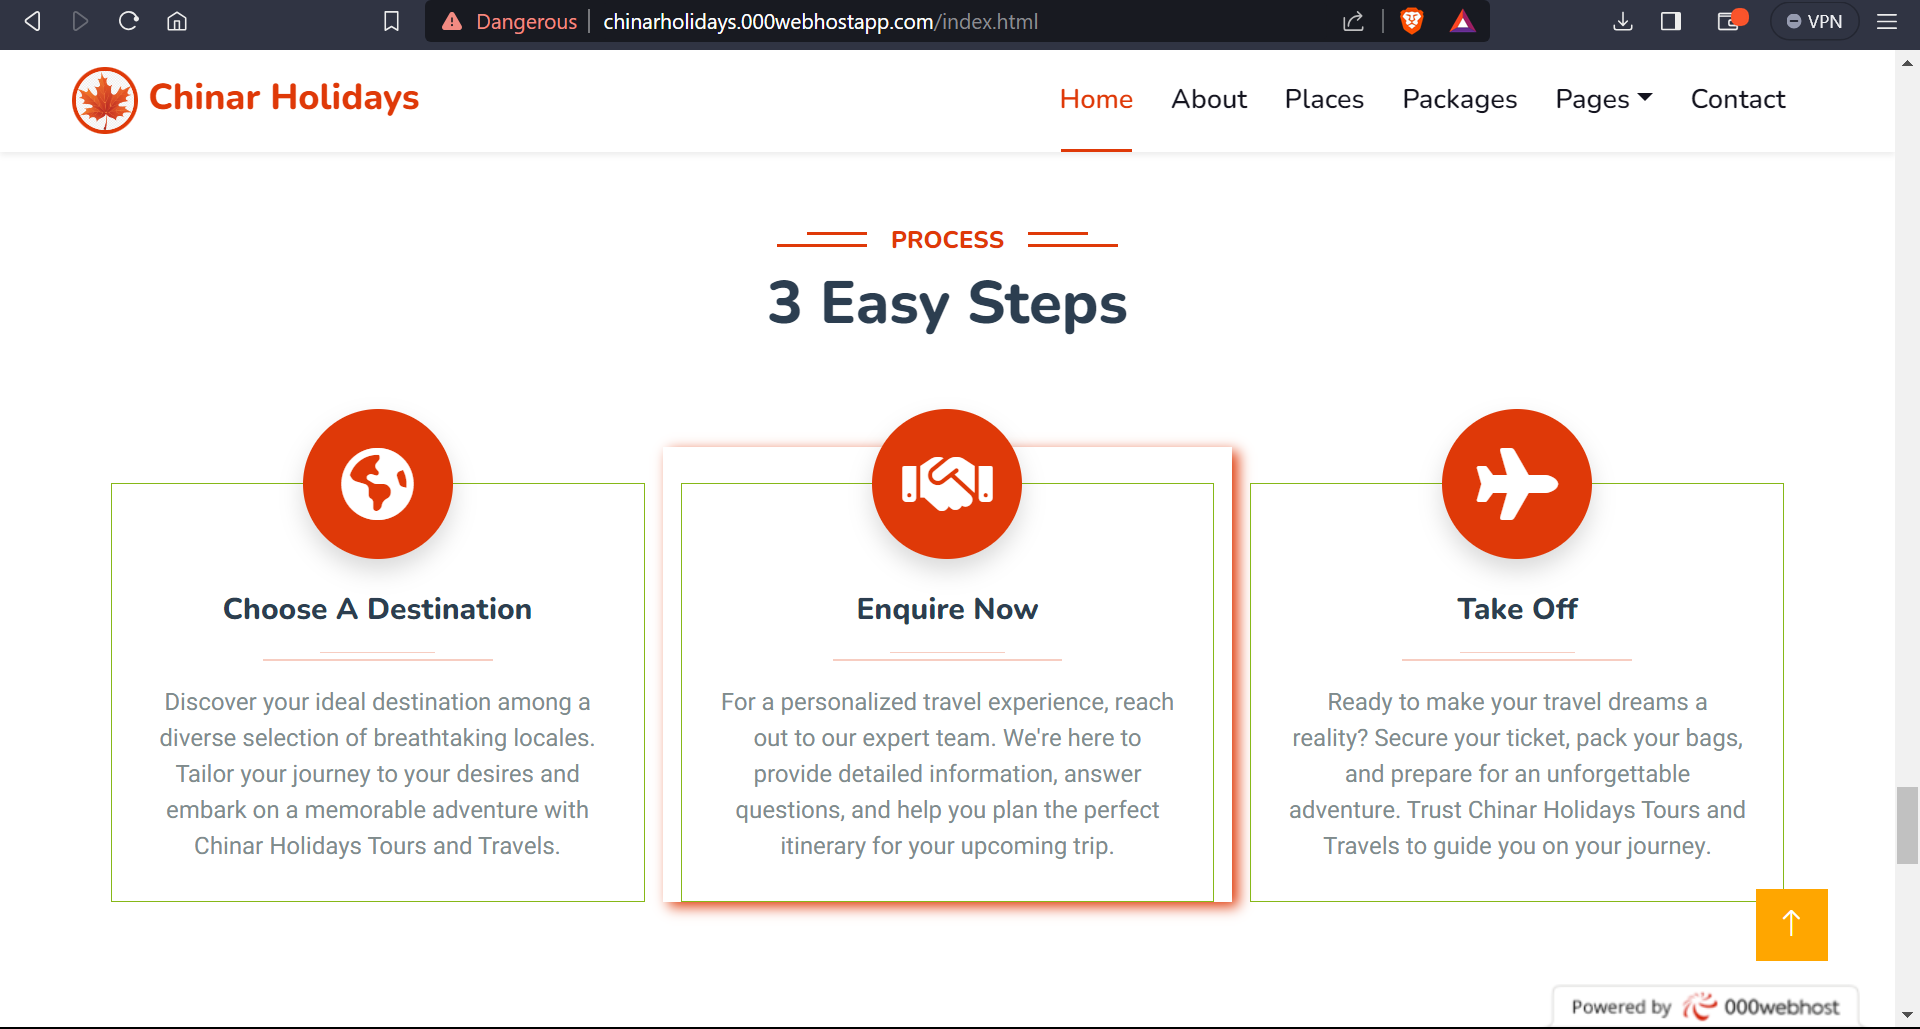 Dangerous chinarholidays.000webhostapp.com/index.html VPN
Chinar Holidays Home About Places Packages Pages Contact
PROCESS
3 Easy Steps
Choose A Destination
Discover your ideal destination among a
diverse selection of breathtaking locales.
Tailor your journey to your desires and
embark on a memorable adventure with
Chinar Holidays Tours and Travels.
Enquire Now
For a personalized travel experience, reach
out to our expert team. We're here to
provide detailed information, answer
questions, and help you plan the perfect
itinerary for your upcoming trip.
Take Off
Ready to make your travel dreams a
reality? Secure your ticket, pack your bags,
and prepare for an unforgettable
adventure. Trust Chinar Holidays Tours and
Travels to guide you on your journey.
Powered by 000webhost